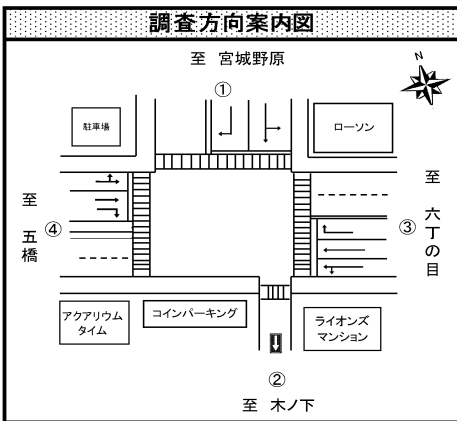 調査方向案内図
至 宮城野原
①
N
駐車場
ローソン
至 五橋
④
③
至 六丁の目
アクアリウム
タイム
コインパーキング
ライオンズ
マンション
②
至 木ノ下